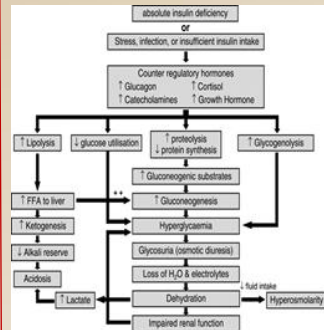 absolute insulin deficiency
or
Stress, infection, or insufficient insulin intake
Counter regulatory hormones
↑ Glucagon ↑ Cortisol
↑ Catecholamines ↑ Growth Hormone
↑ Lipolysis
↓ glucose utilisation
↑ proteolysis
↓ protein synthesis
↑ Glycogenolysis
↑ Gluconeogenic substrates
↑ FFA to liver
++
↑ Gluconeogenesis
↑ Ketogenesis
Hyperglycaemia
↓ Alkali reserve
Glycosuria (osmotic diuresis)
Acidosis
Loss of H₂O & electrolytes
↓ fluid intake
↑ Lactate
Dehydration
Hyperosmolarity
Impaired renal function